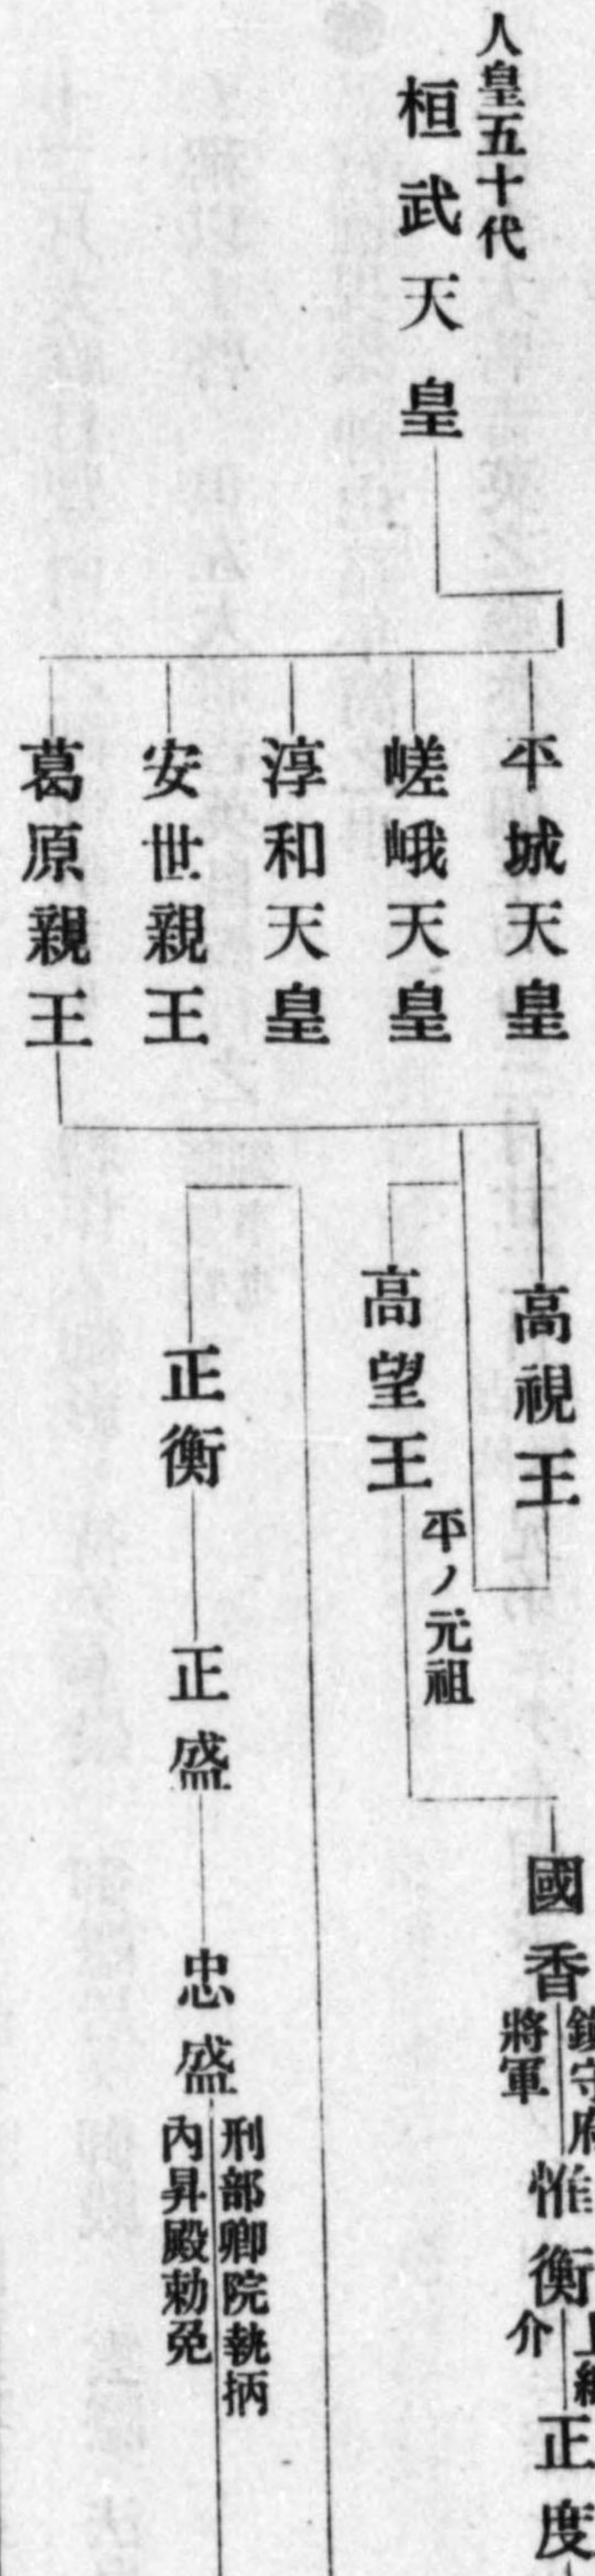 人皇五十代
桓武天皇
平城天皇
嵯峨天皇
淳和天皇
安世親王
葛原親王
高視王
高望王
平ノ元祖
國香
鎮守府
將軍
惟衡
上總
介
正度
正衡
正盛
忠盛
刑部卿院執柄
內昇殿勅免